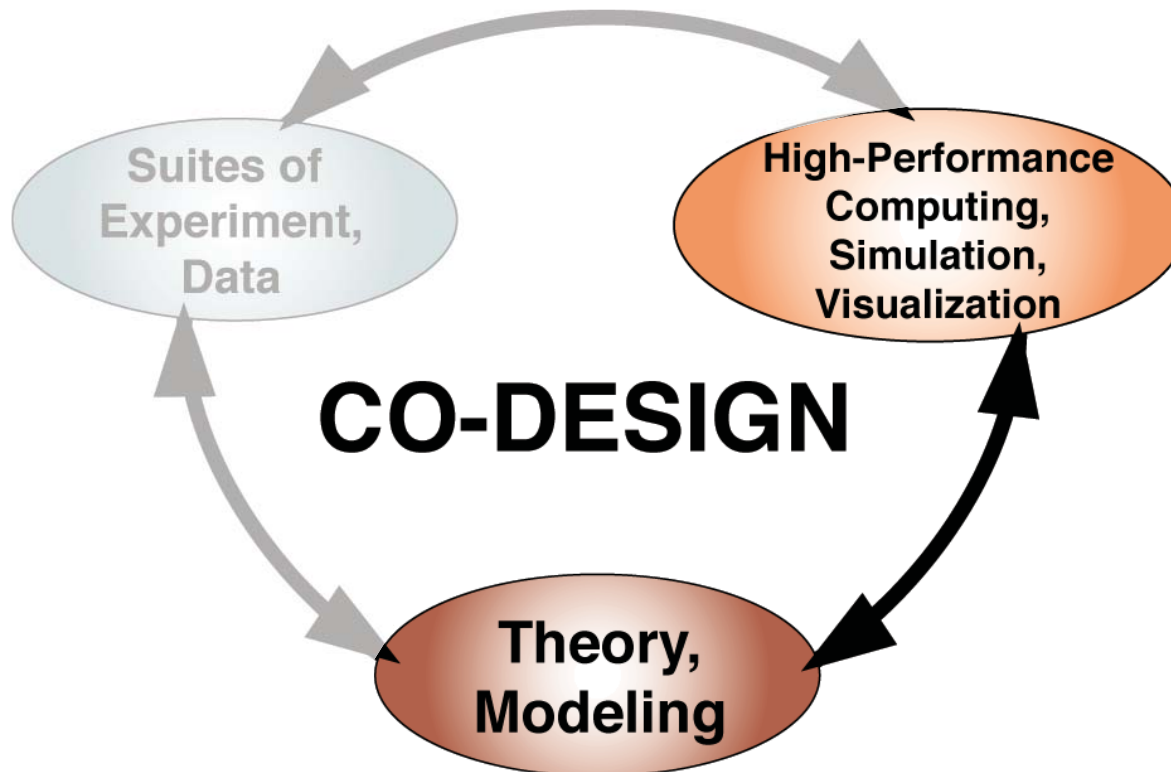 Suites of
Experiment,
Data
High-Performance
Computing,
Simulation,
Visualization
CO-DESIGN
Theory,
Modeling